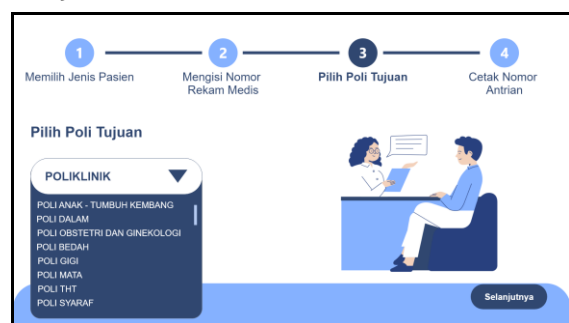 1
2
3
4
Memilih Jenis Pasien
Mengisi Nomor
Rekam Medis
Pilih Poli Tujuan
Cetak Nomor
Antrian
Pilih Poli Tujuan
POLIKLINIK
POLI ANAK - TUMBUH KEMBANG
POLI DALAM
POLI OBSTETRI DAN GINEKOLOGI
POLI BEDAH
POLI GIGI
POLI MATA
POLI THT
POLI SYARAF
Selanjutnya